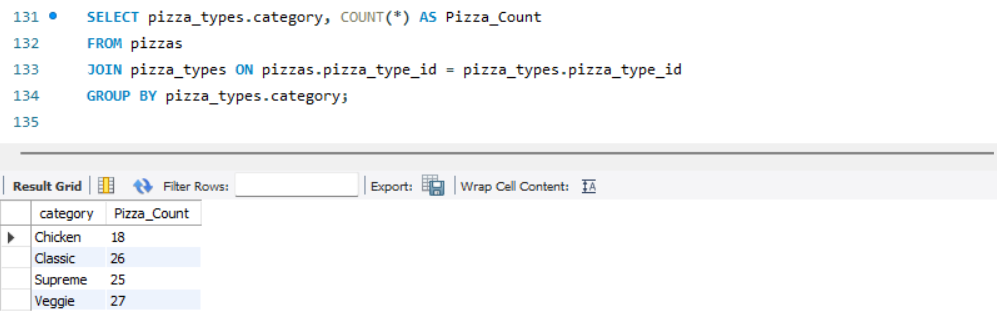 131 SELECT pizza_types.category, COUNT(*) AS Pizza_Count
132 FROM pizzas
133 JOIN pizza_types ON pizzas.pizza_type_id = pizza_types.pizza_type_id
134 GROUP BY pizza_types.category;
135
Result Grid Filter Rows: Export: Wrap Cell Content: IA
category Pizza_Count
Chicken 18
Classic 26
Supreme 25
Veggie 27